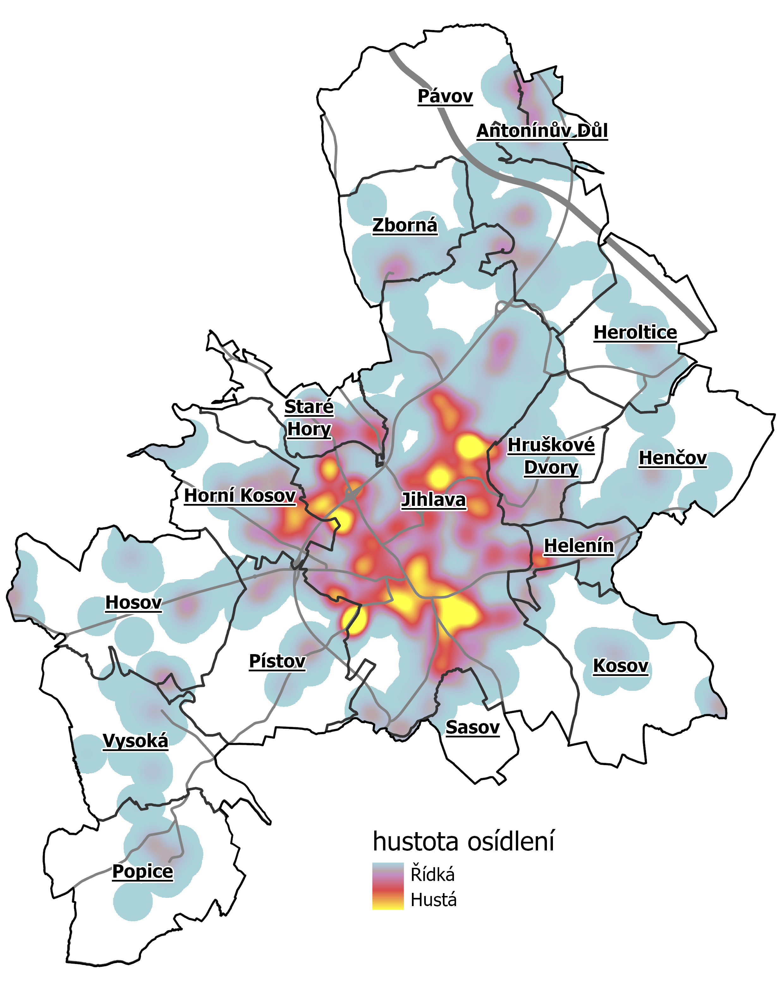 Pávov
Antonínův Důl
Zborná
Heroltice
Staré
Hory
Hruškové
Dvory
Henčov
Horní Kosov
Jihlava
Helenín
Hosov
Pístov
Kosov
Sasov
Vysoká
Popice
hustota osídlení
Řídká
Hustá